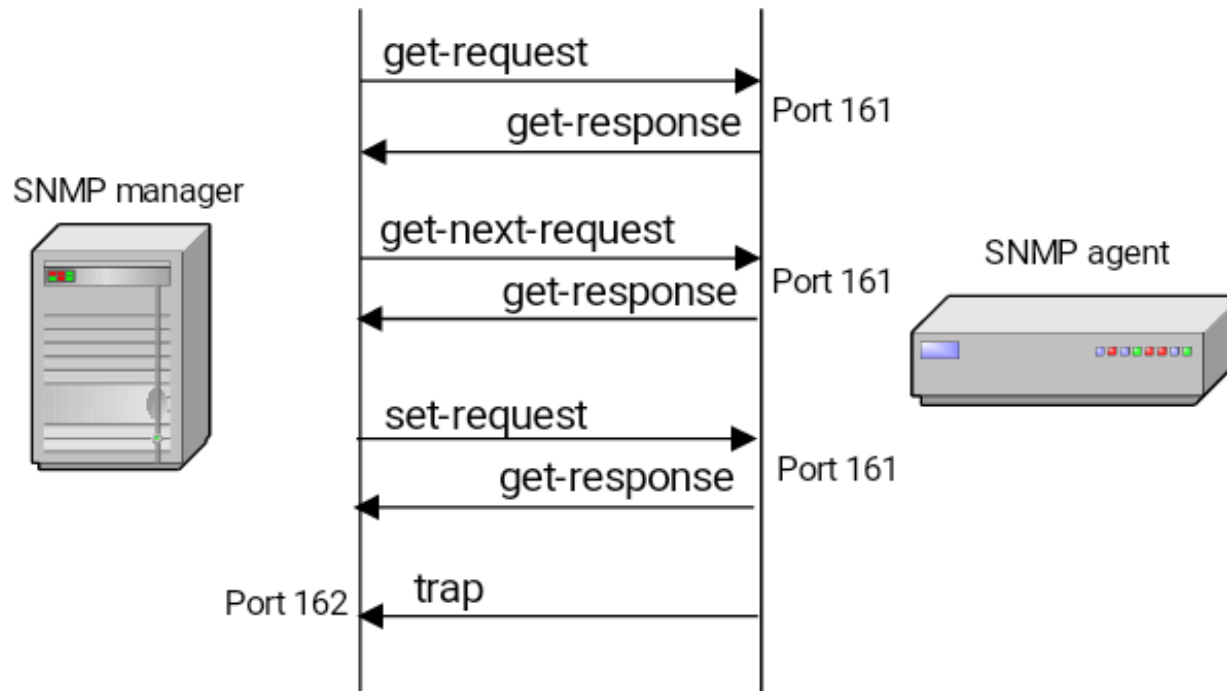 get-request
Port 161
get-response
SNMP manager
get-next-request
SNMP agent
Port 161
get-response
set-request
Port 161
get-response
Port 162
trap